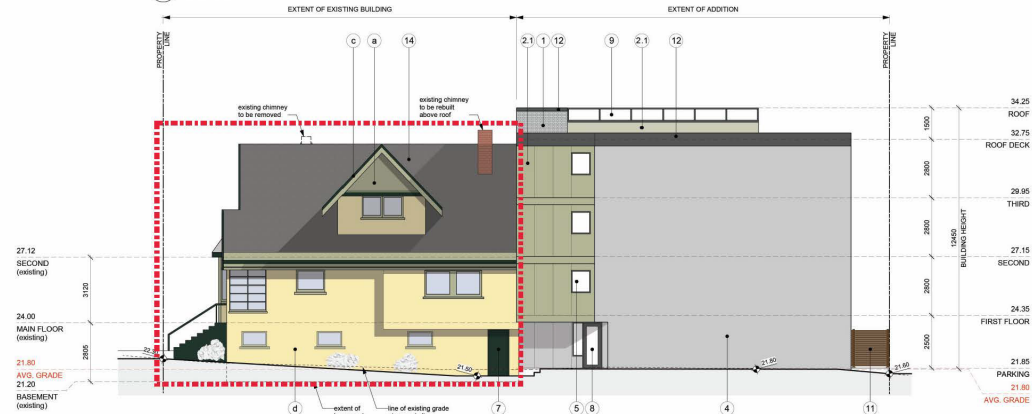 EXTENT OF EXISTING BUILDING
EXTENT OF ADDITION
PROPERTY
LINE
PROPERTY
LINE
c
a
14
2.1
1
12
9
2.1
12
existing chimney
to be removed
existing chimney
to be rebuilt
above roof
34.25
ROOF
1500
32.75
ROOF DECK
2800
29.95
THIRD
2800
12450
BUILDING HEIGHT
27.12
SECOND
(existing)
27.15
SECOND
3120
2800
24.00
MAIN FLOOR
(existing)
24.35
FIRST FLOOR
2805
2500
21.80
AVG. GRADE
21.20
BASEMENT
(existing)
21.50
21.80
21.80
21.85
PARKING
21.80
AVG. GRADE
d
extent of
line of existing grade
7
5
8
4
11